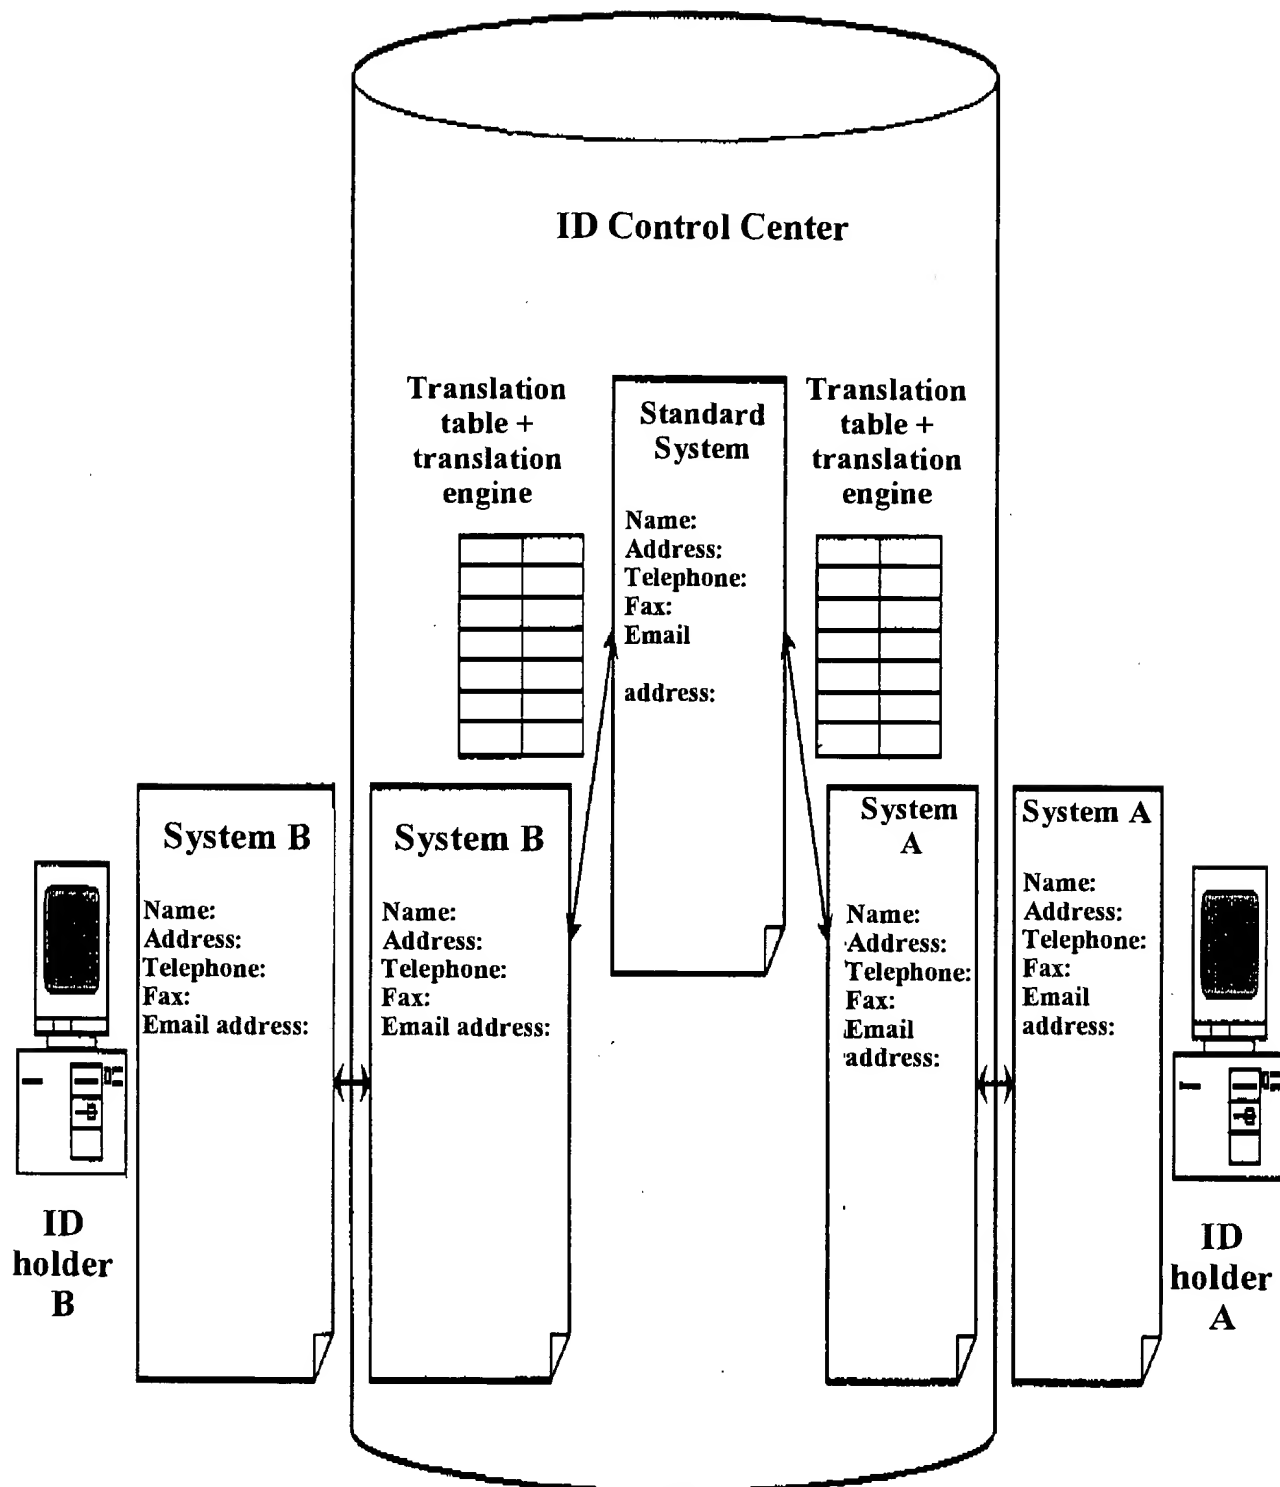 ID Control Center
Translation
table +
translation
engine
Standard
System
Name:
Address:
Telephone:
Fax:
Email
address:
Translation
table +
translation
engine
System B
Name:
Address:
Telephone:
Fax:
Email address:
System B
Name:
Address:
Telephone:
Fax:
Email address:
System
A
Name:
Address:
Telephone:
Fax:
Email
address:
System A
Name:
Address:
Telephone:
Fax:
Email
address:
ID
holder
B
ID
holder
A